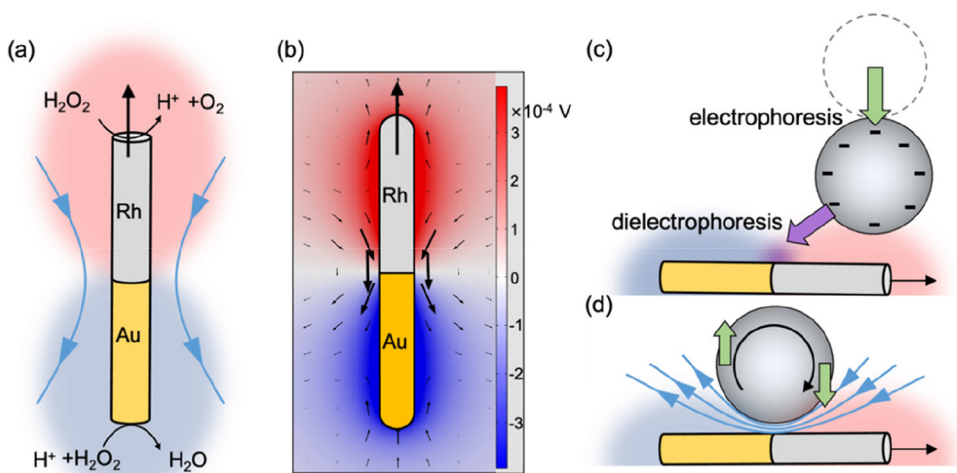 (a)
H₂O₂
H⁺ +O₂
Rh
Au
H⁺ +H₂O₂
H₂O
(b)
×10⁻⁴ V
3
2
1
0
-1
-2
-3
Rh
Au
(c)
electrophoresis
dielectrophoresis
- - - - - - - -
(d)